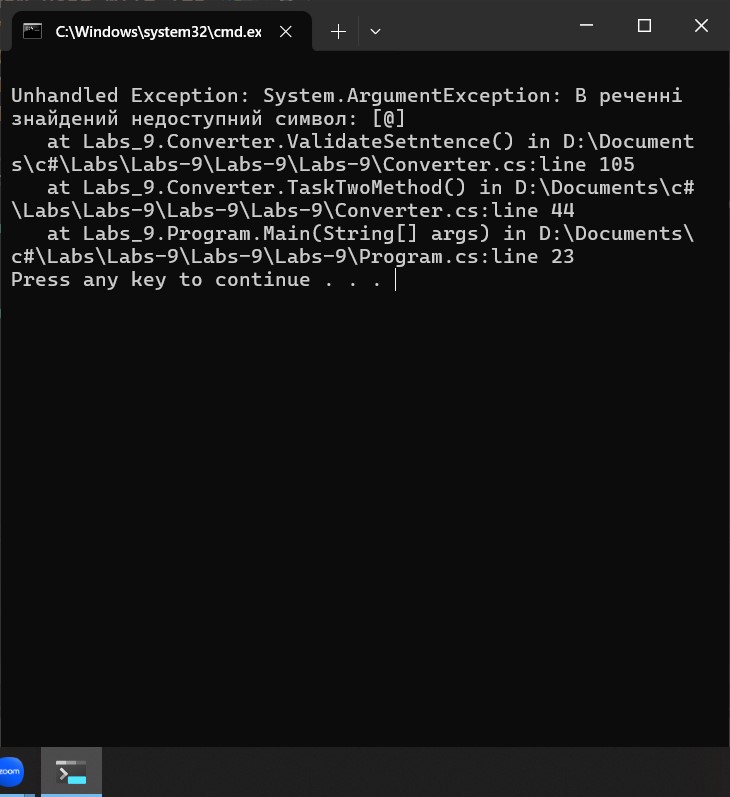 C:\Windows\system32\cmd.ex
Unhandled Exception: System.ArgumentException: В реченні
знайдений недоступний символ: [@]
   at Labs_9.Converter.ValidateSetntence() in D:\Document
s\c#\Labs\Labs-9\Labs-9\Labs-9\Converter.cs:line 105
   at Labs_9.Converter.TaskTwoMethod() in D:\Documents\c#
\Labs\Labs-9\Labs-9\Labs-9\Converter.cs:line 44
   at Labs_9.Program.Main(String[] args) in D:\Documents\
c#\Labs\Labs-9\Labs-9\Labs-9\Program.cs:line 23
Press any key to continue . . .
zoom